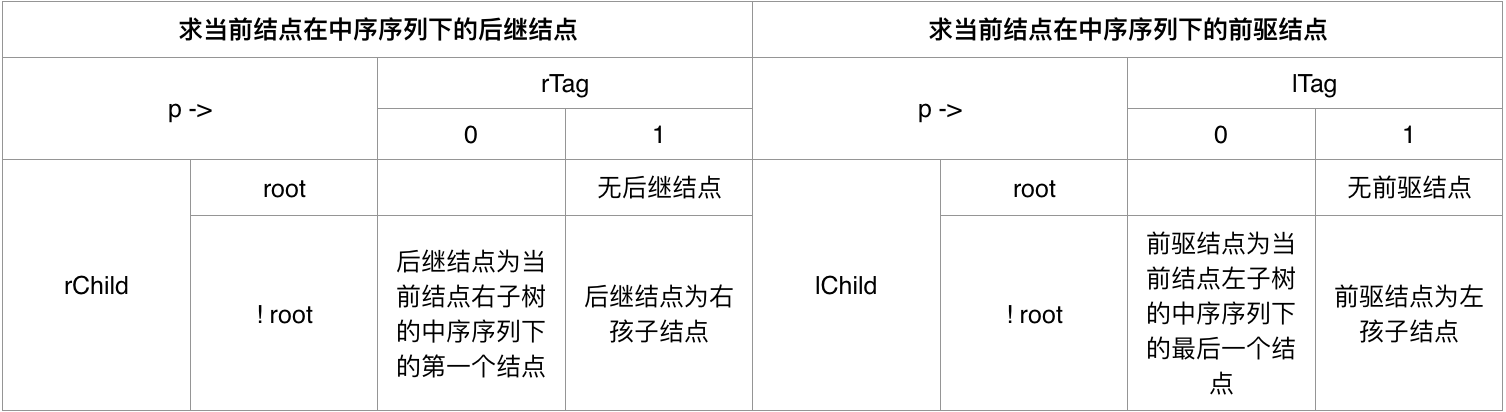 求当前结点在中序序列下的后继结点
求当前结点在中序序列下的前驱结点
p ->
rTag
p ->
lTag
0
1
0
1
rChild
root
无后继结点
lChild
root
无前驱结点
! root
后继结点为当
前结点右子树
的中序序列下
的第一个结点
后继结点为右
孩子结点
! root
前驱结点为当
前结点左子树
的中序序列下
的最后一个结
点
前驱结点为左
孩子结点